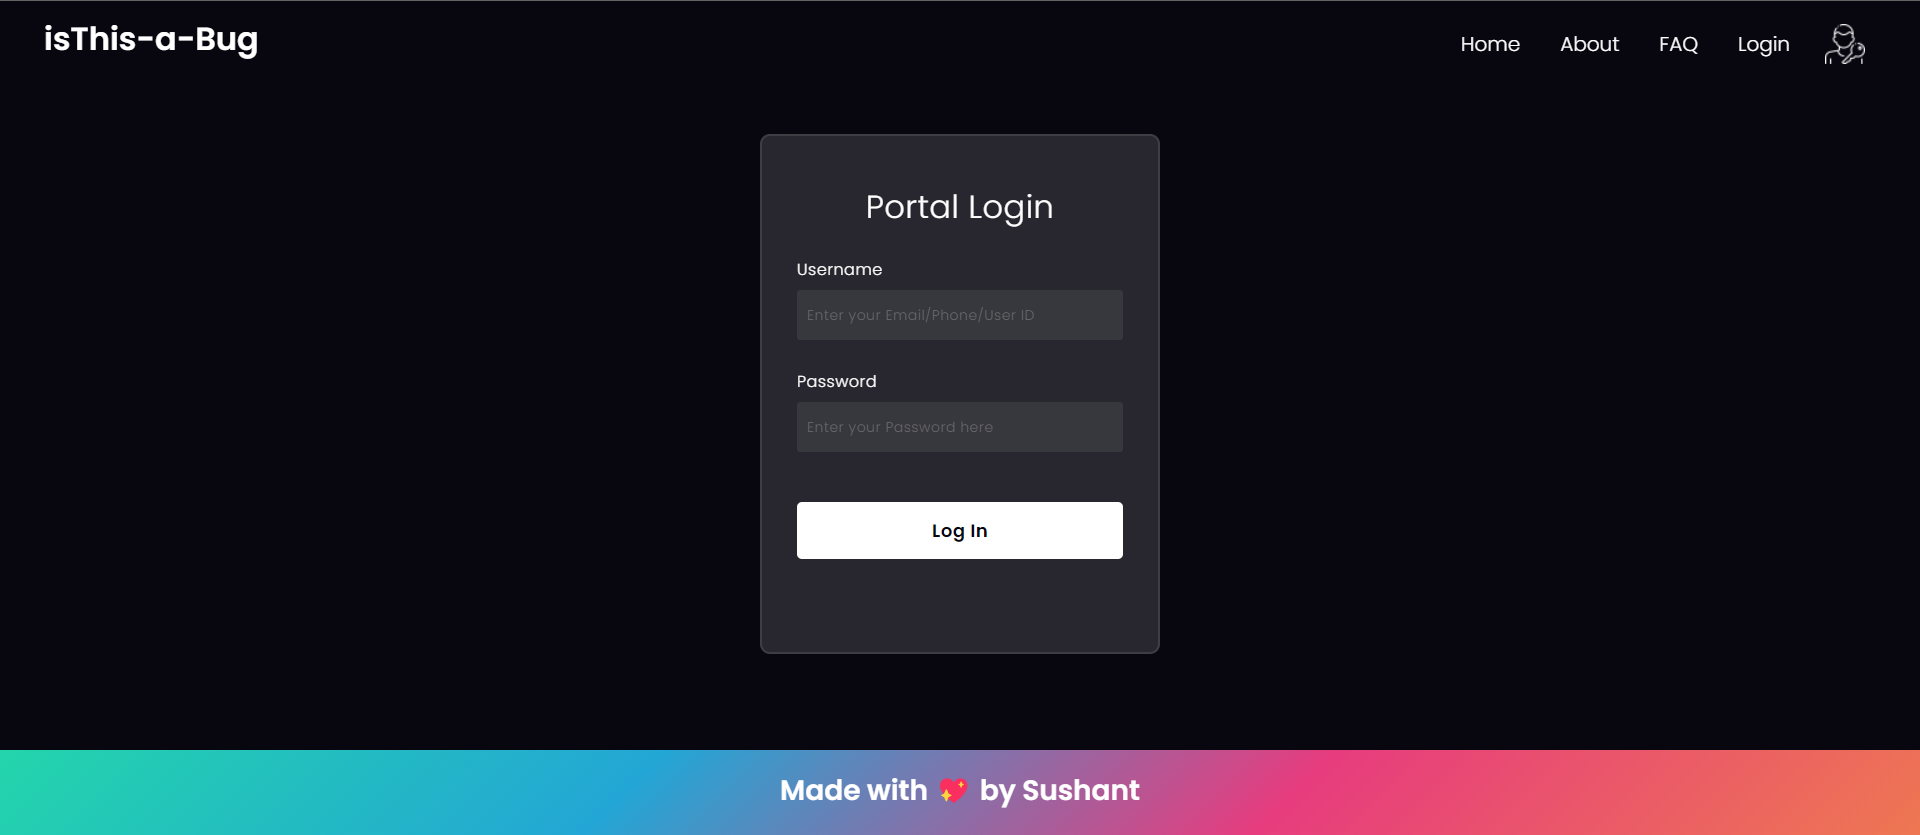 isThis-a-Bug
Home About FAQ Login
Portal Login
Username
Enter your Email/Phone/User ID
Password
Enter your Password here
Log In
Made with 💖 by Sushant